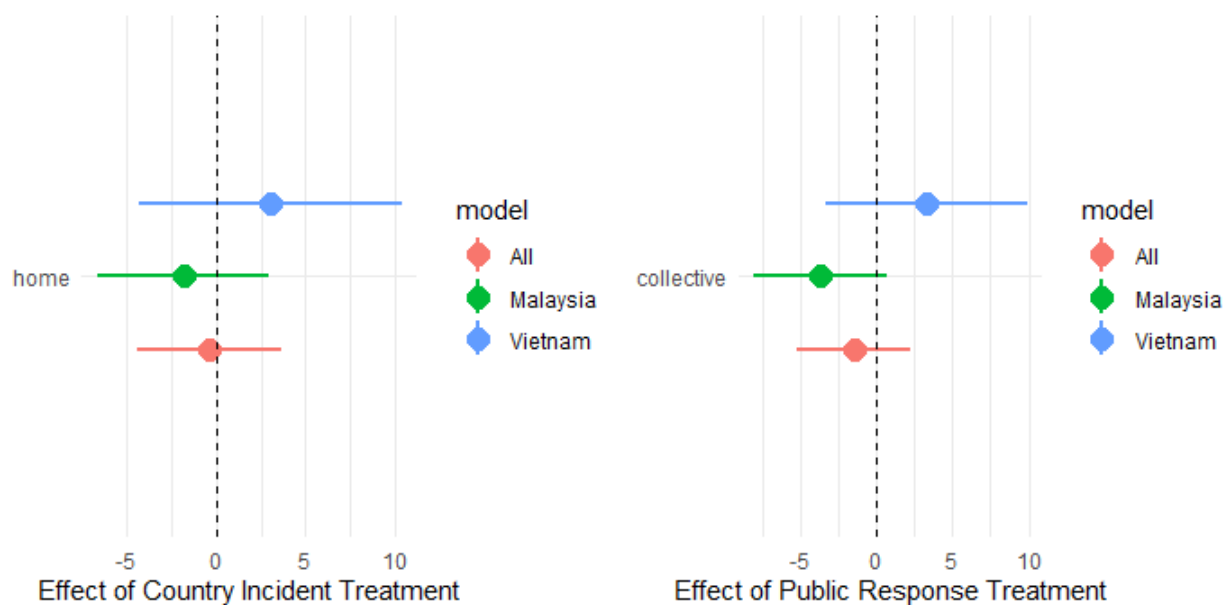 home
-5 0 5 10
Effect of Country Incident Treatment
model
All
Malaysia
Vietnam
collective
-5 0 5 10
Effect of Public Response Treatment
model
All
Malaysia
Vietnam